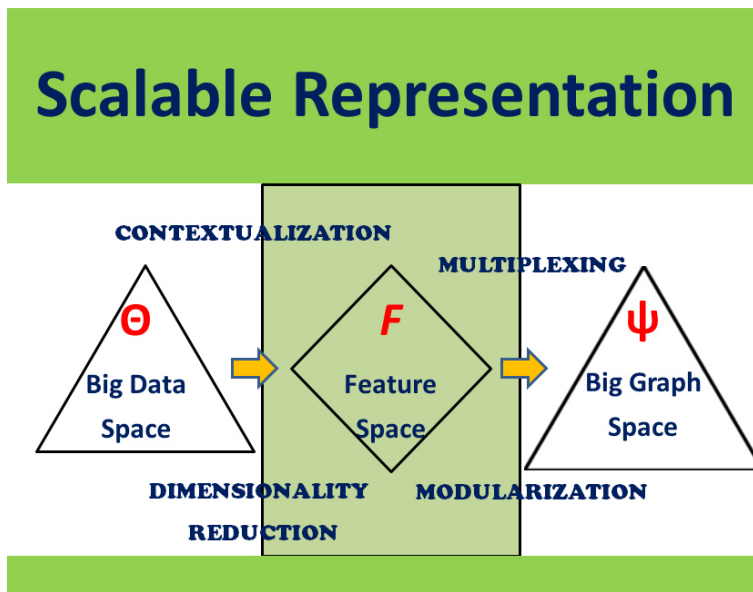 Scalable Representation
CONTEXTUALIZATION
MULTIPLEXING
Θ
Big Data
Space
F
Feature
Space
ψ
Big Graph
Space
DIMENSIONALITY
REDUCTION
MODULARIZATION